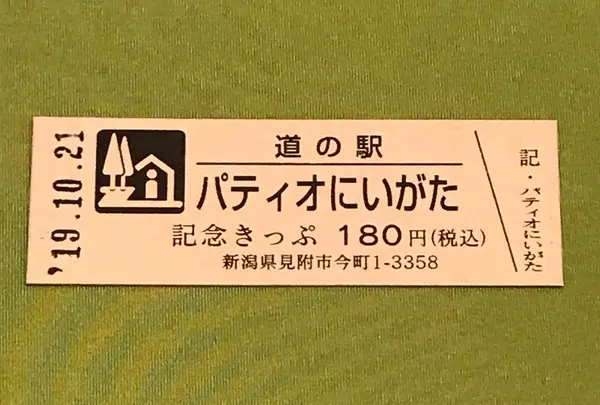 '19.10.21
道の駅
パティオにいがた
記念きっぷ 180円(税込)
新潟県見附市今町1-3358
記・パティオにいがた